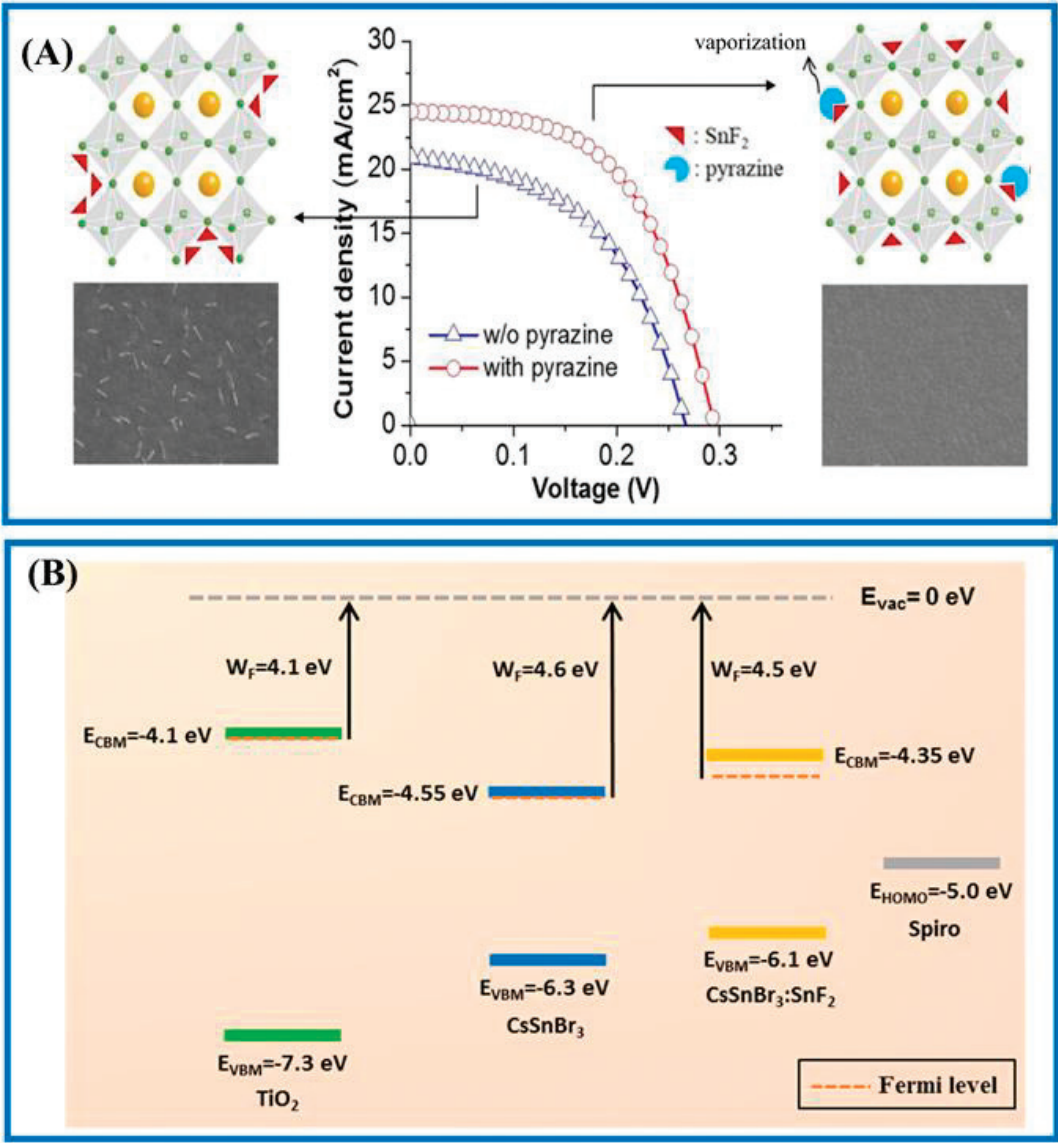 (A)
30
25
20
15
10
5
0
Current density (mA/cm²)
w/o pyrazine
with pyrazine
0.0
0.1
0.2
0.3
Voltage (V)
vaporization
: SnF₂
: pyrazine
(B)
Evac= 0 eV
WF=4.1 eV
WF=4.6 eV
WF=4.5 eV
ECBM=-4.1 eV
ECBM=-4.55 eV
ECBM=-4.35 eV
EHOMO=-5.0 eV
Spiro
EVBM=-6.1 eV
CsSnBr₃:SnF₂
EVBM=-6.3 eV
CsSnBr₃
EVBM=-7.3 eV
TiO₂
Fermi level